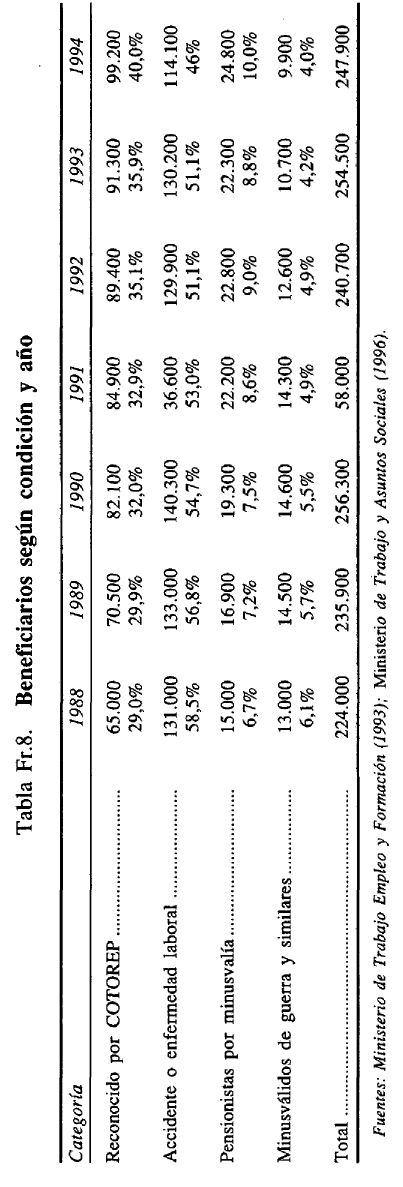 Tabla Fr.8. Beneficiarios según condición y año
Categoría 1988 1989 1990 1991 1992 1993 1994
Reconocido por COTOREP 65.000 70.500 82.100 84.900 89.400 91.300 99.200
29,0% 29,9% 32,0% 32,9% 35,1% 35,9% 40,0%
Accidente o enfermedad laboral 131.000 133.000 140.300 36.600 129.900 130.200 114.100
58,5% 56,8% 54,7% 53,0% 51,1% 51,1% 46%
Pensionistas por minusvalía 15.000 16.900 19.300 22.200 22.800 22.300 24.800
6,7% 7,2% 7,5% 8,6% 9,0% 8,8% 10,0%
Minusválidos de guerra y similares 13.000 14.500 14.600 14.300 12.600 10.700 9.900
6,1% 5,7% 5,5% 4,9% 4,9% 4,2% 4,0%
Total 224.000 235.900 256.300 58.000 240.700 254.500 247.900
Fuentes: Ministerio de Trabajo Empleo y Formación (1993); Ministerio de Trabajo y Asuntos Sociales (1996).